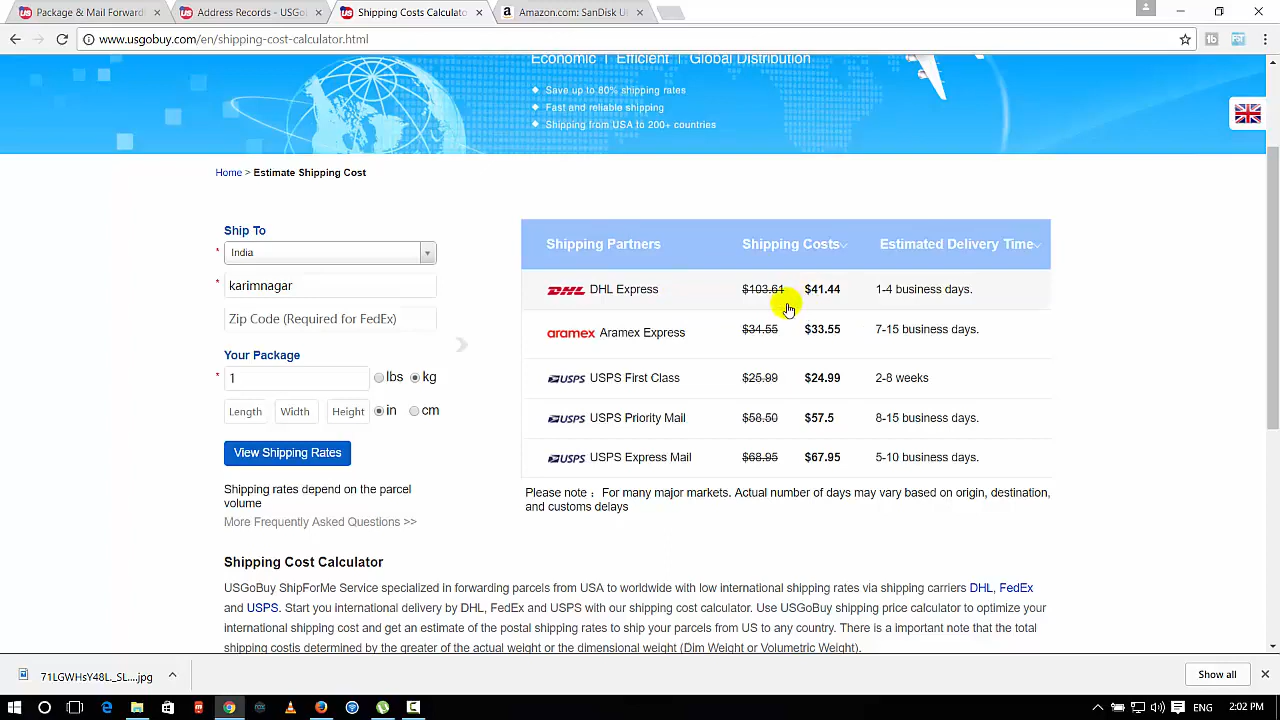 Package & Mail Forward
Address Records – USGo
Shipping Costs Calculato
Amazon.com: SanDisk U
www.usgobuy.com/en/shipping-cost-calculator.html
Economic | Efficient | Global Distribution
Save up to 80% shipping rates
Fast and reliable shipping
Shipping from USA to 200+ countries
Home > Estimate Shipping Cost
Ship To
* India
* karimnagar
Zip Code (Required for FedEx)
Your Package
* 1 lbs kg
Length Width Height in cm
View Shipping Rates
Shipping rates depend on the parcel
volume
More Frequently Asked Questions >>
Shipping Partners Shipping Costs Estimated Delivery Time
DHL DHL Express $103.61 $41.44 1-4 business days.
aramex Aramex Express $34.55 $33.55 7-15 business days.
USPS USPS First Class $25.99 $24.99 2-8 weeks
USPS USPS Priority Mail $58.50 $57.5 8-15 business days.
USPS USPS Express Mail $68.95 $67.95 5-10 business days.
Please note : For many major markets. Actual number of days may vary based on origin, destination,
and customs delays
Shipping Cost Calculator
USGoBuy ShipForMe Service specialized in forwarding parcels from USA to worldwide with low international shipping rates via shipping carriers DHL, FedEx
and USPS. Start you international delivery by DHL, FedEx and USPS with our shipping cost calculator. Use USGoBuy shipping price calculator to optimize your
international shipping cost and get an estimate of the postal shipping rates to ship your parcels from US to any country. There is a important note that the total
shipping costis determined by the greater of the actual weight or the dimensional weight (Dim Weight or Volumetric Weight).
71LGWHsY48L._SL....jpg
Show all
ENG 2:02 PM